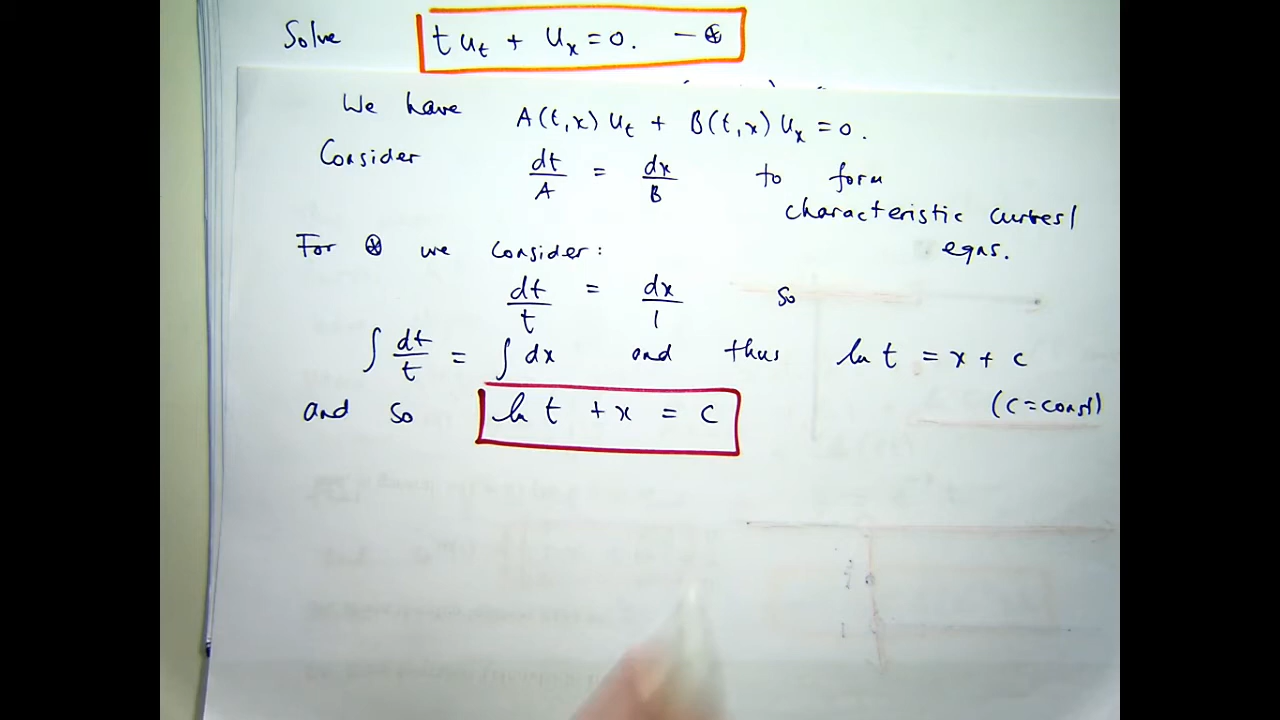 Solve t u_t + u_x = 0. — ⊛
We have A(t,x) u_t + B(t,x) u_x = 0.
Consider dt/A = dx/B to form
characteristic curves/
eqns.
For ⊛ we consider:
dt/t = dx/1 so
∫ dt/t = ∫ dx and thus ln t = x + c
(c = const)
and so ln t + x = c